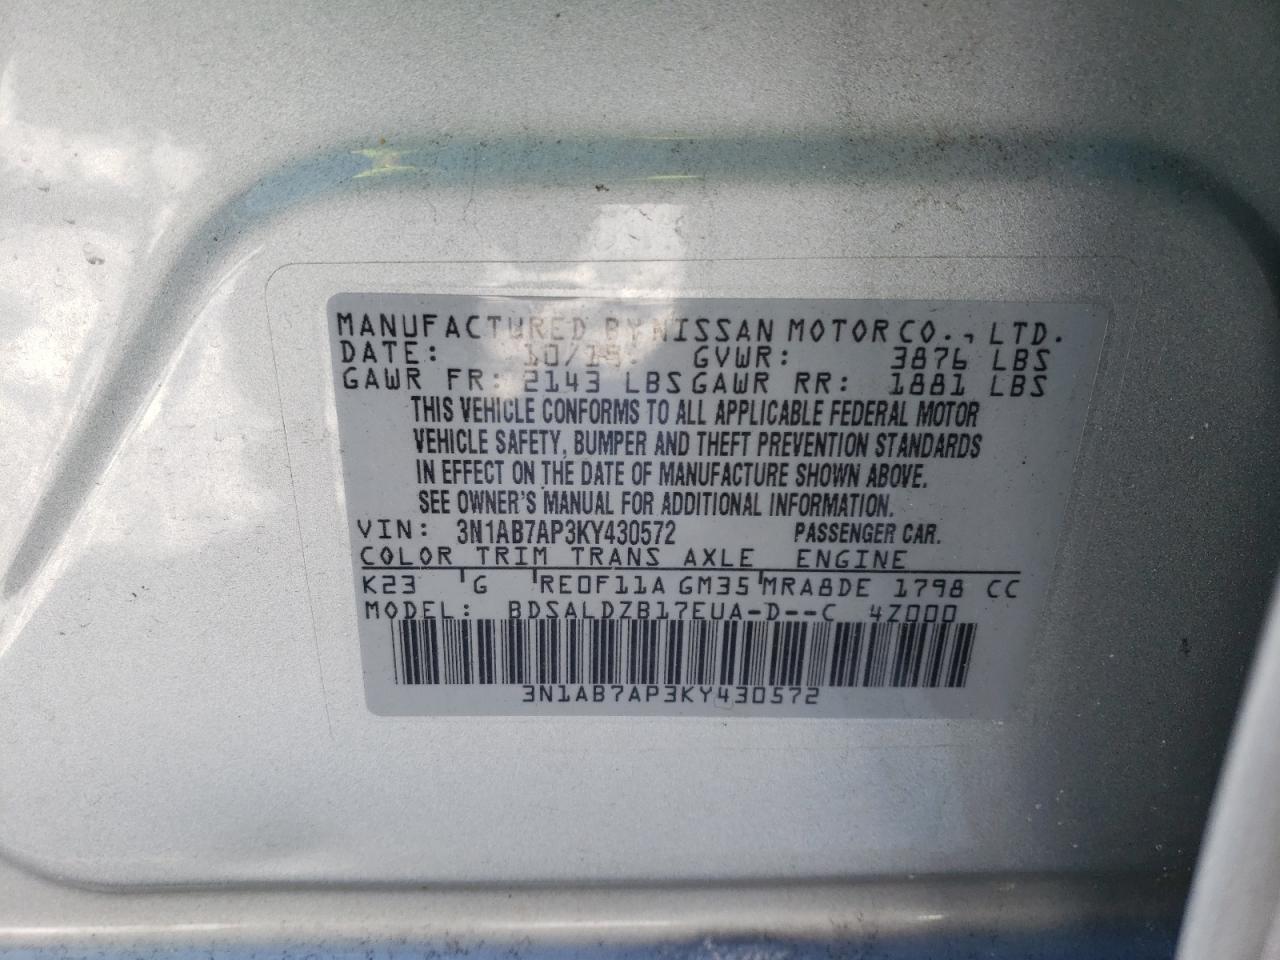 MANUFACTURED BY NISSAN MOTOR CO., LTD.
DATE: 10/18 GVWR: 3876 LBS
GAWR FR: 2143 LBS GAWR RR: 1881 LBS
THIS VEHICLE CONFORMS TO ALL APPLICABLE FEDERAL MOTOR
VEHICLE SAFETY, BUMPER AND THEFT PREVENTION STANDARDS
IN EFFECT ON THE DATE OF MANUFACTURE SHOWN ABOVE.
SEE OWNER'S MANUAL FOR ADDITIONAL INFORMATION.
VIN: 3N1AB7AP3KY430572 PASSENGER CAR.
COLOR TRIM TRANS AXLE ENGINE
K23 G RE0F11A GM35 MRA8DE 1798 CC
MODEL: BDSALDZB17EUA-D--C 4Z000
3N1AB7AP3KY430572